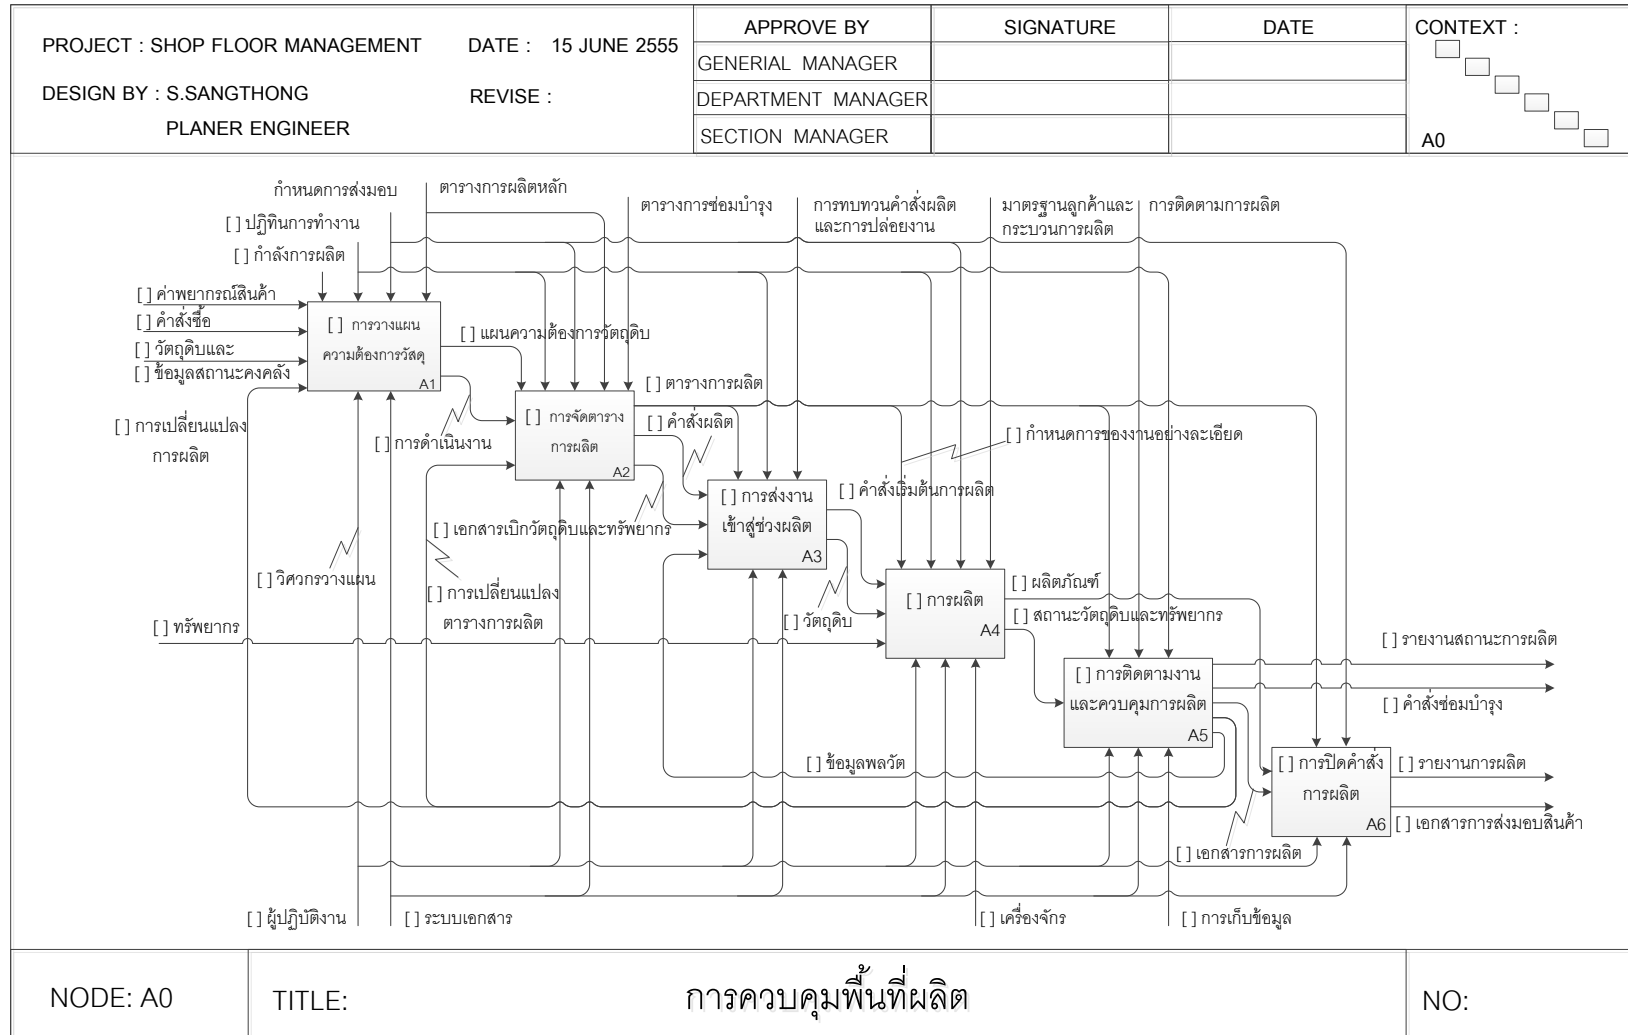 PROJECT : SHOP FLOOR MANAGEMENT
DATE : 15 JUNE 2555
DESIGN BY : S.SANGTHONG
REVISE :
PLANER ENGINEER
APPROVE BY
SIGNATURE
DATE
GENERIAL MANAGER
DEPARTMENT MANAGER
SECTION MANAGER
CONTEXT :
A0
กำหนดการส่งมอบ
ตารางการผลิตหลัก
ตารางการซ่อมบำรุง
การทบทวนคำสั่งผลิต
และการปล่อยงาน
มาตรฐานลูกค้าและ
กระบวนการผลิต
การติดตามการผลิต
[ ] ปฏิทินการทำงาน
[ ] กำลังการผลิต
[ ] ค่าพยากรณ์สินค้า
[ ] คำสั่งซื้อ
[ ] วัตถุดิบและ
[ ] ข้อมูลสถานะคงคลัง
[ ] การวางแผน
ความต้องการวัสดุ
A1
[ ] แผนความต้องการวัตถุดิบ
[ ] การเปลี่ยนแปลง
การผลิต
[ ] การดำเนินงาน
[ ] การจัดตาราง
การผลิต
A2
[ ] ตารางการผลิต
[ ] คำสั่งผลิต
[ ] กำหนดการของงานอย่างละเอียด
[ ] เอกสารเบิกวัตถุดิบและทรัพยากร
[ ] การส่งงาน
เข้าสู่ช่วงผลิต
A3
[ ] คำสั่งเริ่มต้นการผลิต
[ ] วิศวกรวางแผน
[ ] การเปลี่ยนแปลง
ตารางการผลิต
[ ] วัตถุดิบ
[ ] การผลิต
A4
[ ] ผลิตภัณฑ์
[ ] สถานะวัตถุดิบและทรัพยากร
[ ] ทรัพยากร
[ ] การติดตามงาน
และควบคุมการผลิต
A5
[ ] รายงานสถานะการผลิต
[ ] คำสั่งซ่อมบำรุง
[ ] ข้อมูลพลวัต
[ ] การปิดคำสั่ง
การผลิต
A6
[ ] รายงานการผลิต
[ ] เอกสารการส่งมอบสินค้า
[ ] เอกสารการผลิต
[ ] ผู้ปฏิบัติงาน
[ ] ระบบเอกสาร
[ ] เครื่องจักร
[ ] การเก็บข้อมูล
NODE: A0
TITLE:
การควบคุมพื้นที่ผลิต
NO: